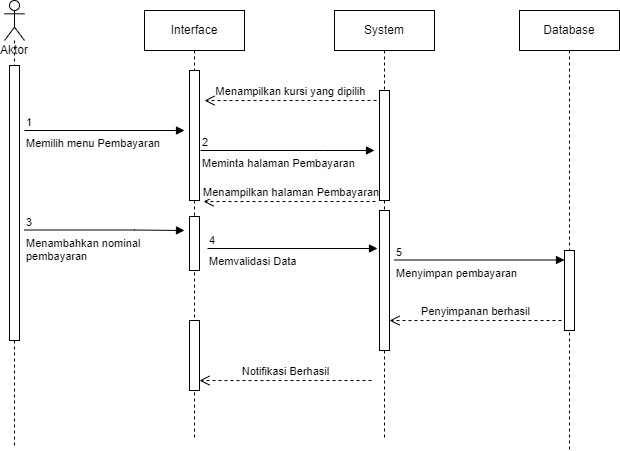 Aktor
Interface
System
Database
Menampilkan kursi yang dipilih
1
Memilih menu Pembayaran
2
Meminta halaman Pembayaran
Menampilkan halaman Pembayaran
3
Menambahkan nominal
pembayaran
4
Memvalidasi Data
5
Menyimpan pembayaran
Penyimpanan berhasil
Notifikasi Berhasil